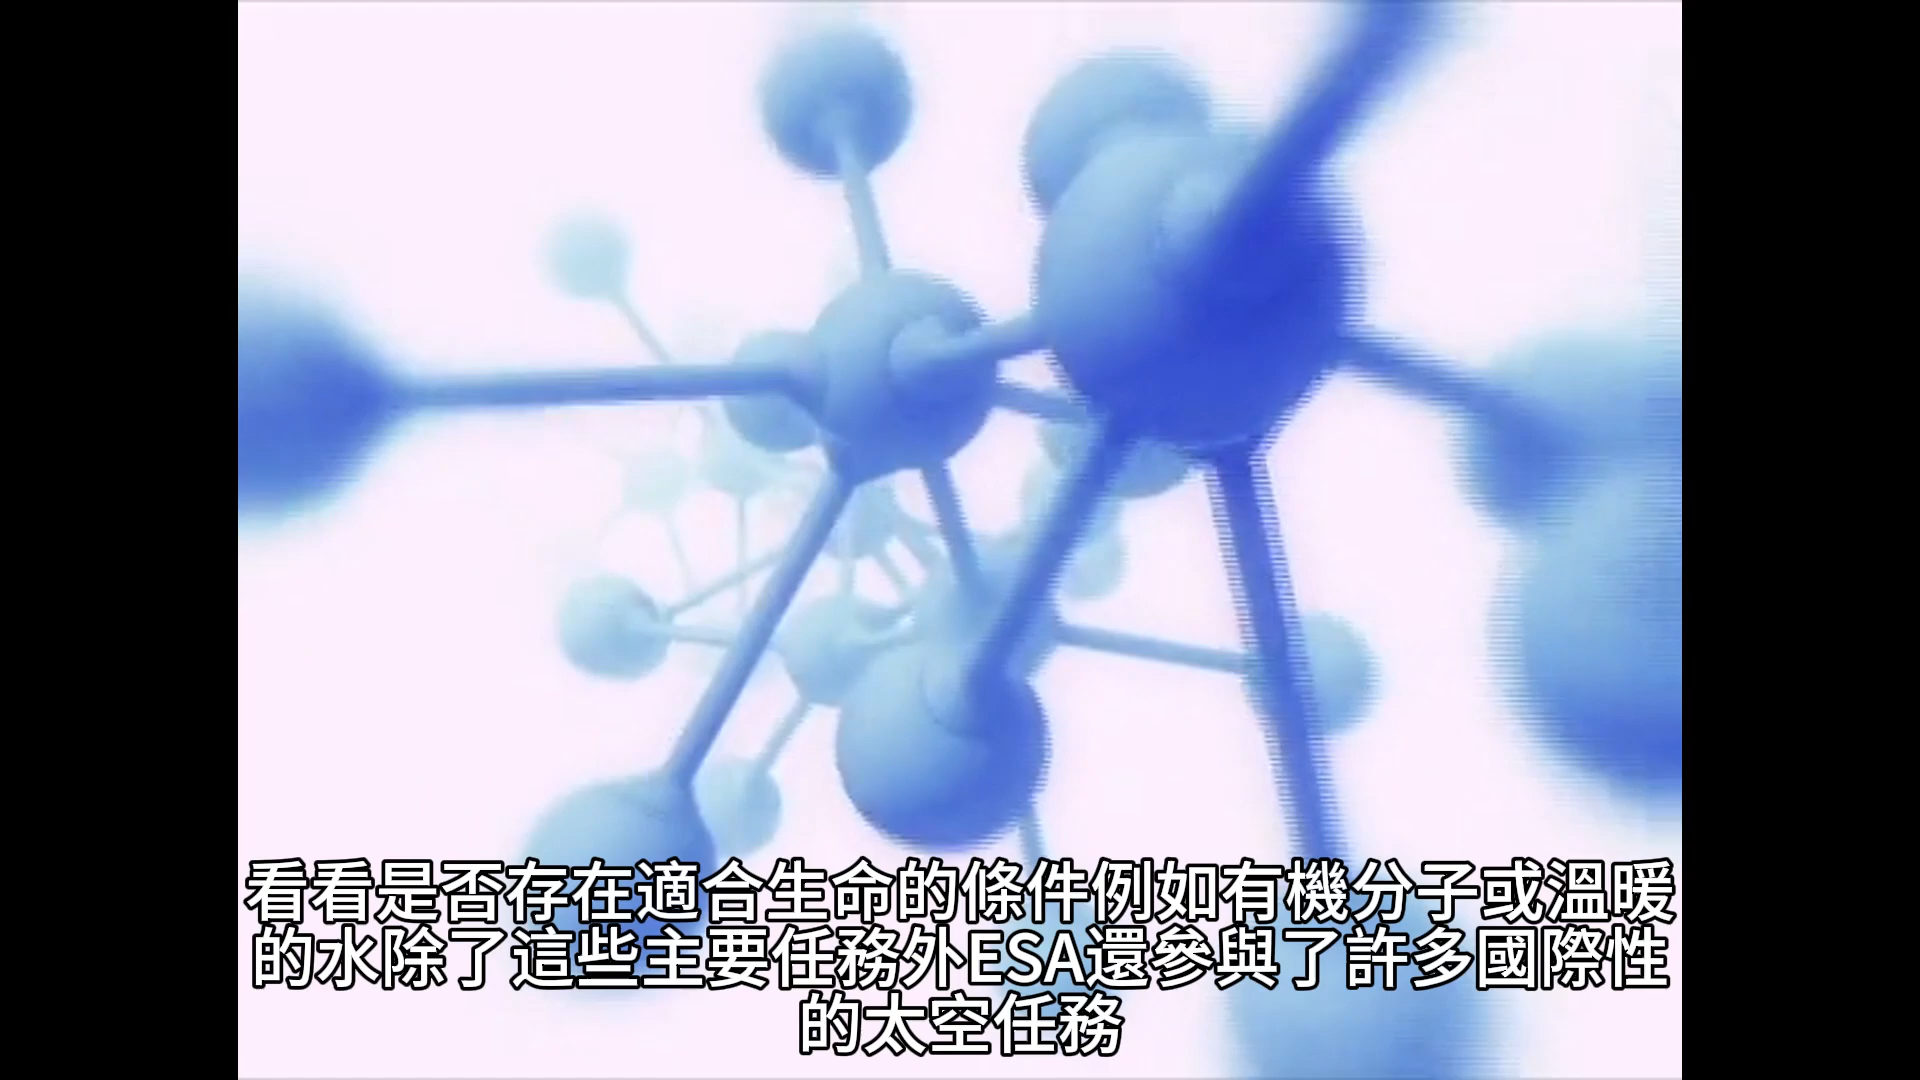 看看是否存在適合生命的條件例如有機分子或溫暖
的水除了這些主要任務外ESA還參與了許多國際性
的太空任務